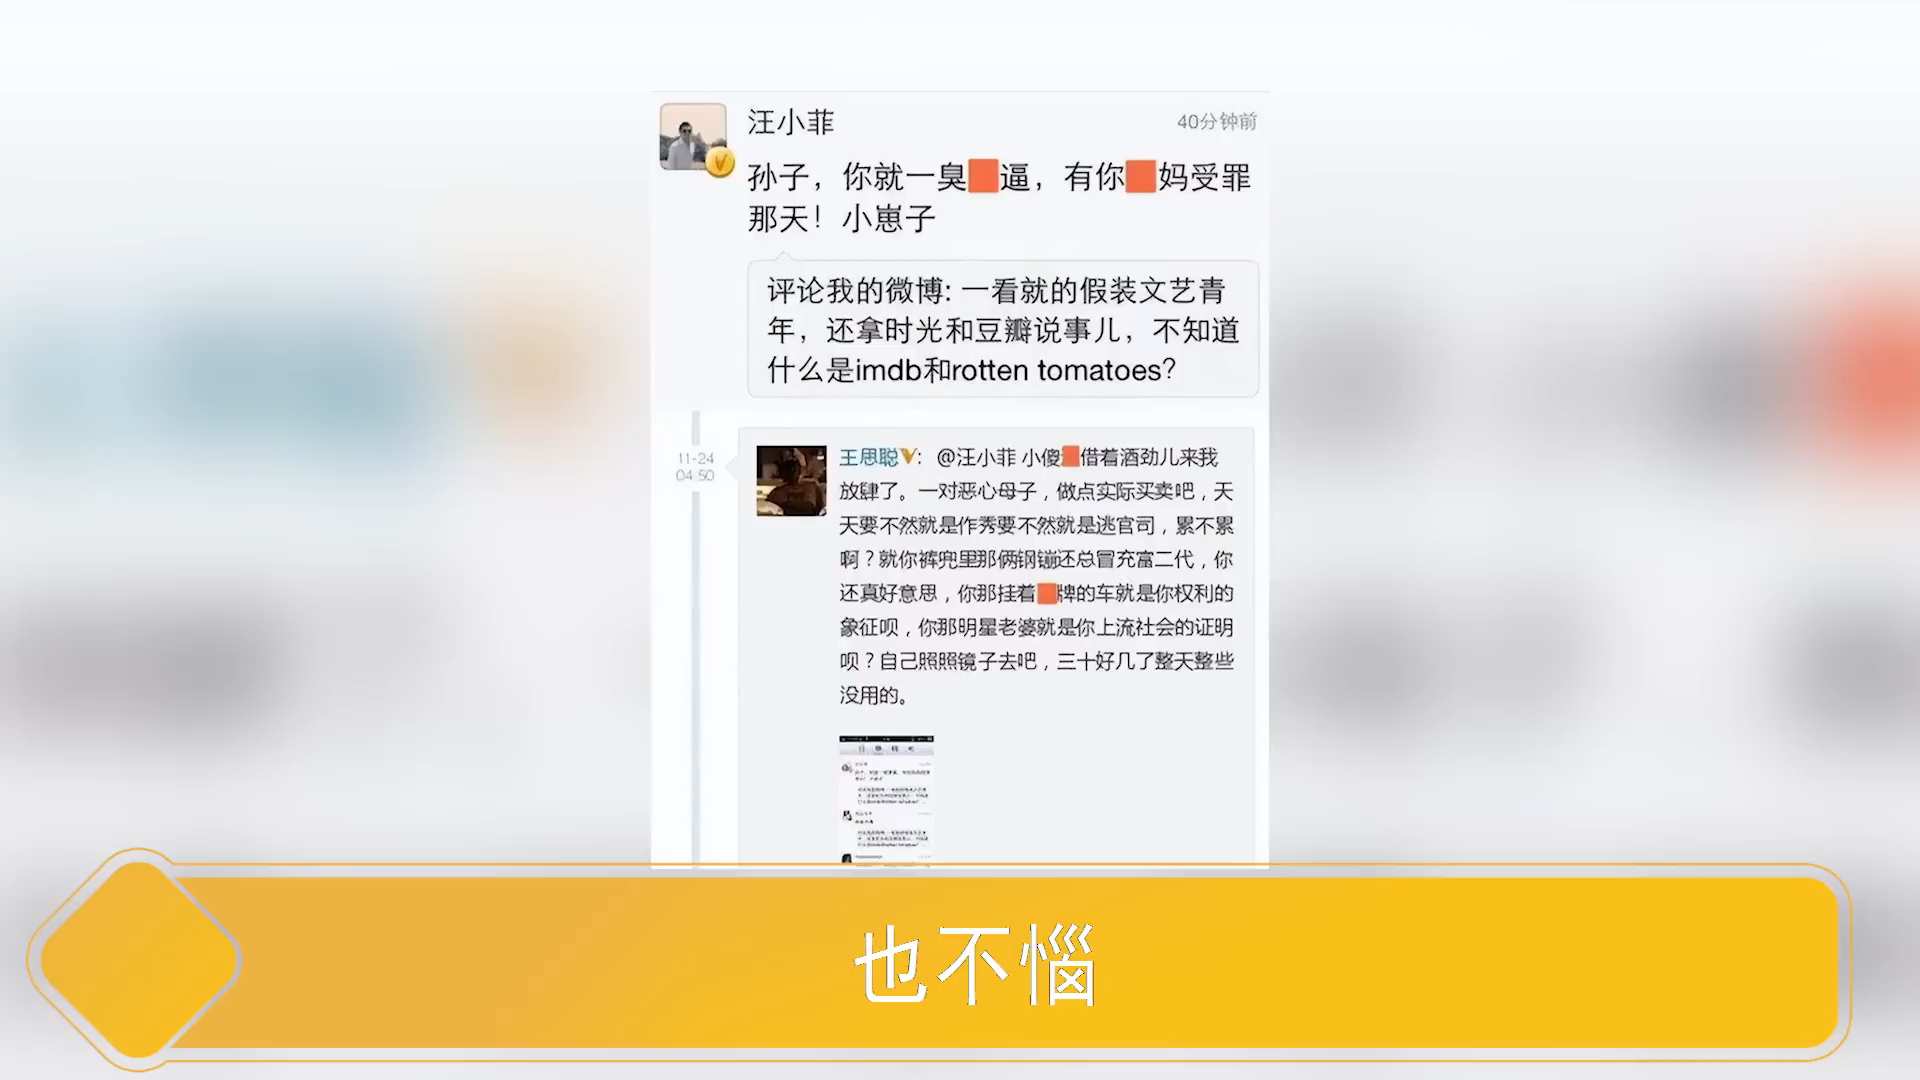 汪小菲
40分钟前
孙子，你就一臭逼，有你妈受罪
那天！小崽子
评论我的微博: 一看就的假装文艺青
年，还拿时光和豆瓣说事儿，不知道
什么是imdb和rotten tomatoes?
11-24
04:50
王思聪V：@汪小菲 小傻借着酒劲儿来我
放肆了。一对恶心母子，做点实际买卖吧，天
天要不然就是作秀要不然就是逃官司，累不累
啊？就你裤兜里那俩钢镚还总冒充富二代，你
还真好意思，你那挂着牌的车就是你权利的
象征呗，你那明星老婆就是你上流社会的证明
呗？自己照照镜子去吧，三十好几了整天整些
没用的。
也不惱